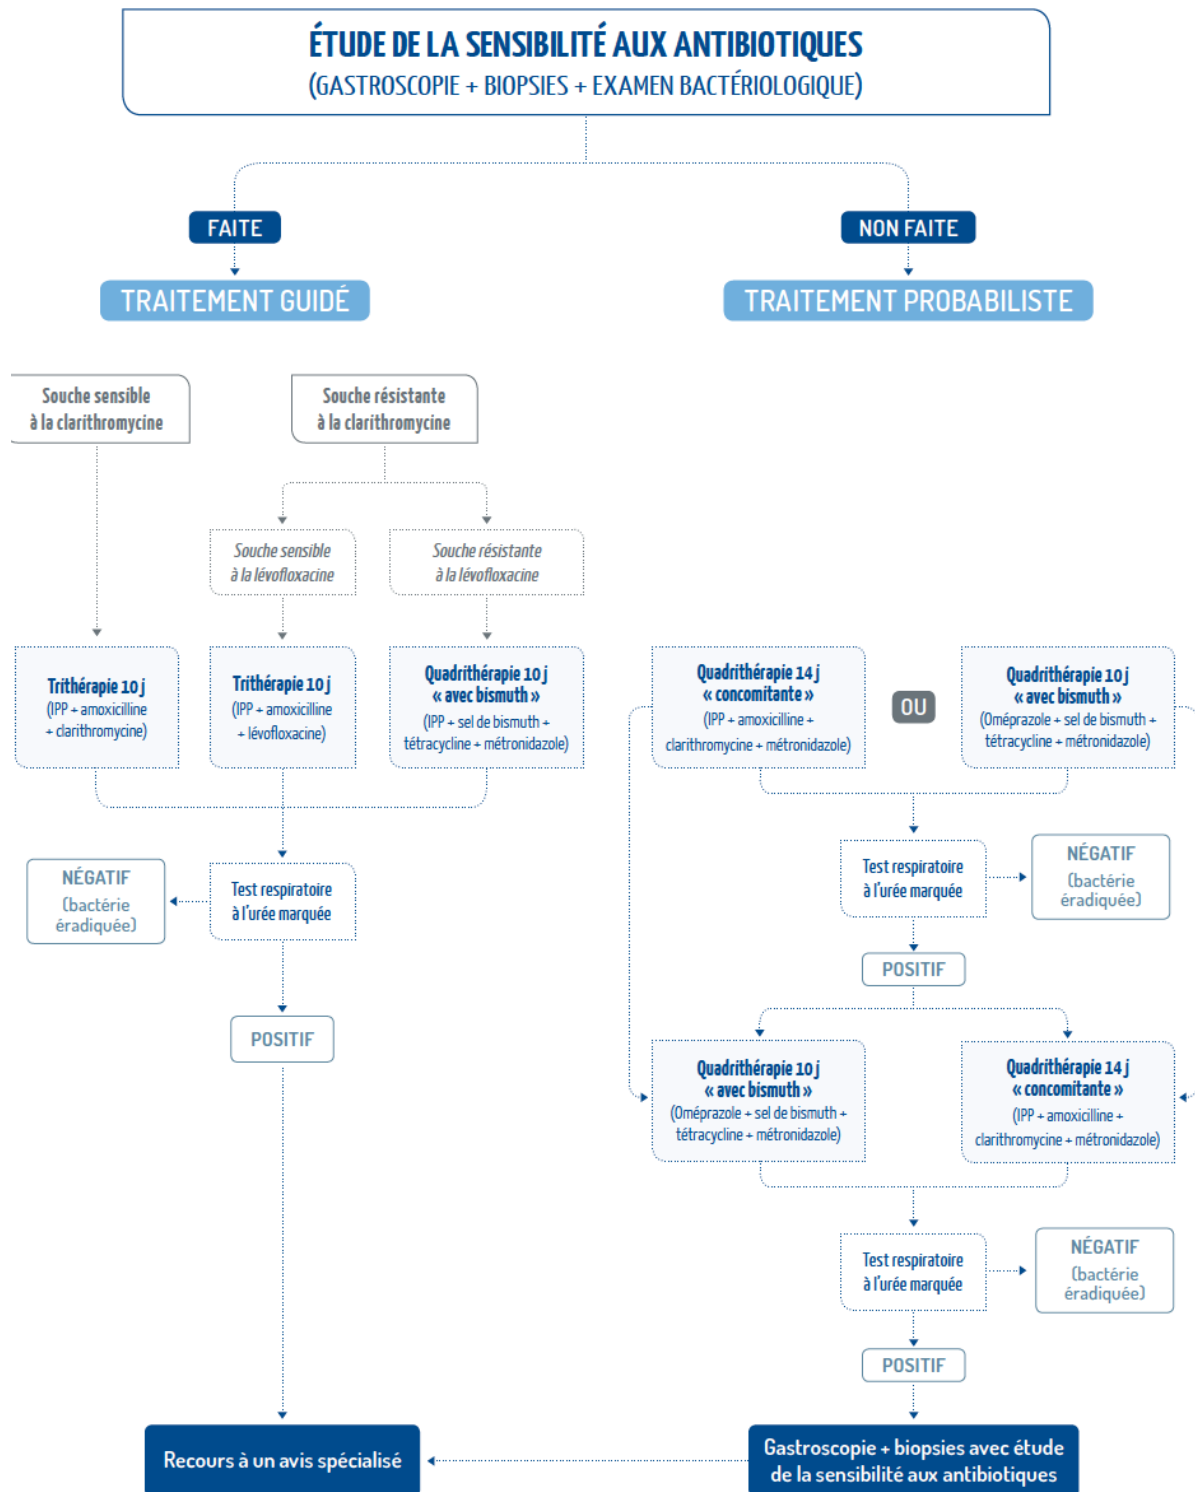 ÉTUDE DE LA SENSIBILITÉ AUX ANTIBIOTIQUES
(GASTROSCOPIE + BIOPSIES + EXAMEN BACTÉRIOLOGIQUE)
FAITE
NON FAITE
TRAITEMENT GUIDÉ
TRAITEMENT PROBABILISTE
Souche sensible
à la clarithromycine
Souche résistante
à la clarithromycine
Souche sensible
à la lévofloxacine
Souche résistante
à la lévofloxacine
Trithérapie 10 j
(IPP + amoxicilline
+ clarithromycine)
Trithérapie 10 j
(IPP + amoxicilline
+ lévofloxacine)
Quadrithérapie 10 j
« avec bismuth »
(IPP + sel de bismuth +
tétracycline + métronidazole)
Quadrithérapie 14 j
« concomitante »
(IPP + amoxicilline +
clarithromycine + métronidazole)
OU
Quadrithérapie 10 j
« avec bismuth »
(Oméprazole + sel de bismuth +
tétracycline + métronidazole)
NÉGATIF
(bactérie
éradiquée)
Test respiratoire
à l'urée marquée
POSITIF
Test respiratoire
à l'urée marquée
NÉGATIF
(bactérie
éradiquée)
POSITIF
Quadrithérapie 10 j
« avec bismuth »
(Oméprazole + sel de bismuth +
tétracycline + métronidazole)
Quadrithérapie 14 j
« concomitante »
(IPP + amoxicilline +
clarithromycine + métronidazole)
Test respiratoire
à l'urée marquée
NÉGATIF
(bactérie
éradiquée)
POSITIF
Recours à un avis spécialisé
Gastroscopie + biopsies avec étude
de la sensibilité aux antibiotiques